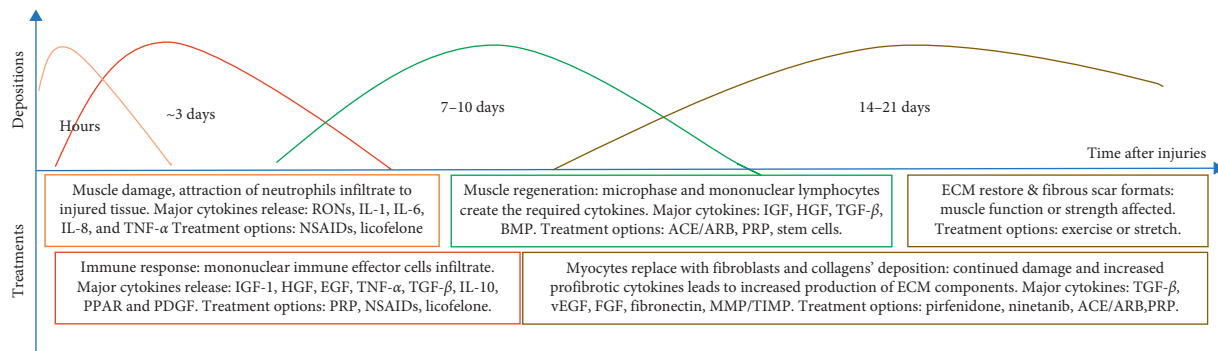 Depositions
Hours
~3 days
7–10 days
14–21 days
Time after injuries
Treatments
Muscle damage, attraction of neutrophils infiltrate to
injured tissue. Major cytokines release: RONs, IL-1, IL-6,
IL-8, and TNF-α Treatment options: NSAIDs, licofelone
Muscle regeneration: microphase and mononuclear lymphocytes
create the required cytokines. Major cytokines: IGF, HGF, TGF-β,
BMP. Treatment options: ACE/ARB, PRP, stem cells.
ECM restore & fibrous scar formats:
muscle function or strength affected.
Treatment options: exercise or stretch.
Immune response: mononuclear immune effector cells infiltrate.
Major cytokines release: IGF-1, HGF, EGF, TNF-α, TGF-β, IL-10,
PPAR and PDGF. Treatment options: PRP, NSAIDs, licofelone.
Myocytes replace with fibroblasts and collagens’ deposition: continued damage and increased
profibrotic cytokines leads to increased production of ECM components. Major cytokines: TGF-β,
vEGF, FGF, fibronectin, MMP/TIMP. Treatment options: pirfenidone, ninetanib, ACE/ARB,PRP.